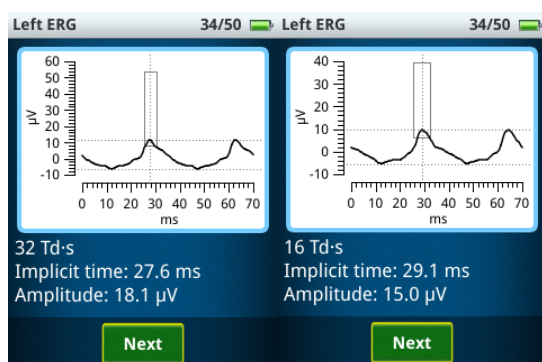 Left ERG 34/50
60
50
40
30
20
10
0
-10
µV
0 10 20 30 40 50 60 70
ms
32 Td·s
Implicit time: 27.6 ms
Amplitude: 18.1 µV
Next
Left ERG 34/50
40
30
20
10
0
-10
µV
0 10 20 30 40 50 60 70
ms
16 Td·s
Implicit time: 29.1 ms
Amplitude: 15.0 µV
Next